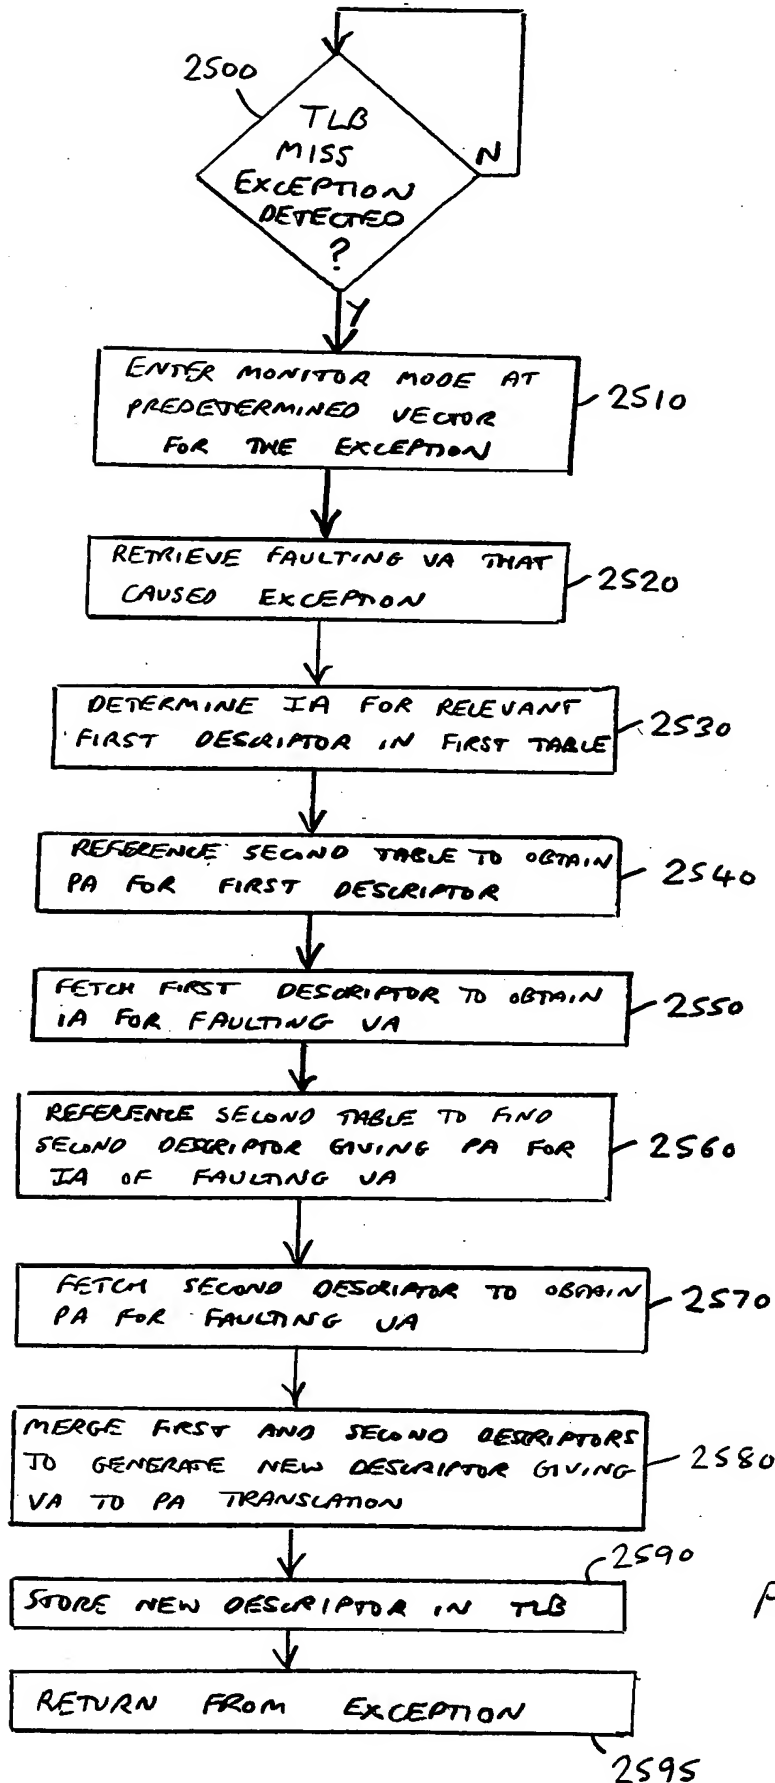 2500
TLB
MISS
EXCEPTION
DETECTED
?
N
Y
ENTER MONITOR MODE AT
PREDETERMINED VECTOR
FOR THE EXCEPTION
2510
RETRIEVE FAULTING VA THAT
CAUSED EXCEPTION
2520
DETERMINE IA FOR RELEVANT
FIRST DESCRIPTOR IN FIRST TABLE
2530
REFERENCE SECOND TABLE TO OBTAIN
PA FOR FIRST DESCRIPTOR
2540
FETCH FIRST DESCRIPTOR TO OBTAIN
IA FOR FAULTING VA
2550
REFERENCE SECOND TABLE TO FIND
SECOND DESCRIPTOR GIVING PA FOR
IA OF FAULTING VA
2560
FETCH SECOND DESCRIPTOR TO OBTAIN
PA FOR FAULTING VA
2570
MERGE FIRST AND SECOND DESCRIPTORS
TO GENERATE NEW DESCRIPTOR GIVING
VA TO PA TRANSLATION
2580
2590
STORE NEW DESCRIPTOR IN TLB
RETURN FROM EXCEPTION
2595